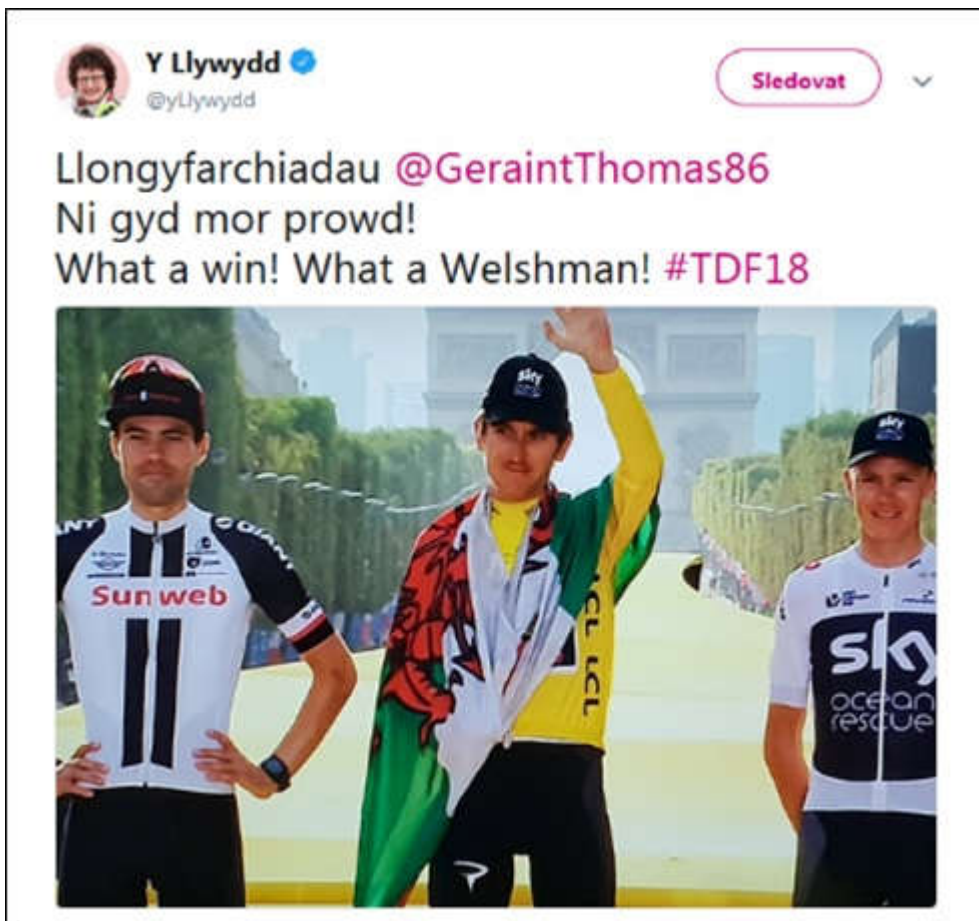 Y Llywydd
@yLlywydd
Sledovat
Llongyfarchiadau @GeraintThomas86
Ni gyd mor prowd!
What a win! What a Welshman! #TDF18
sky
sky
GIANT
Sunweb
LCL LCL
sky
ocean
rescue